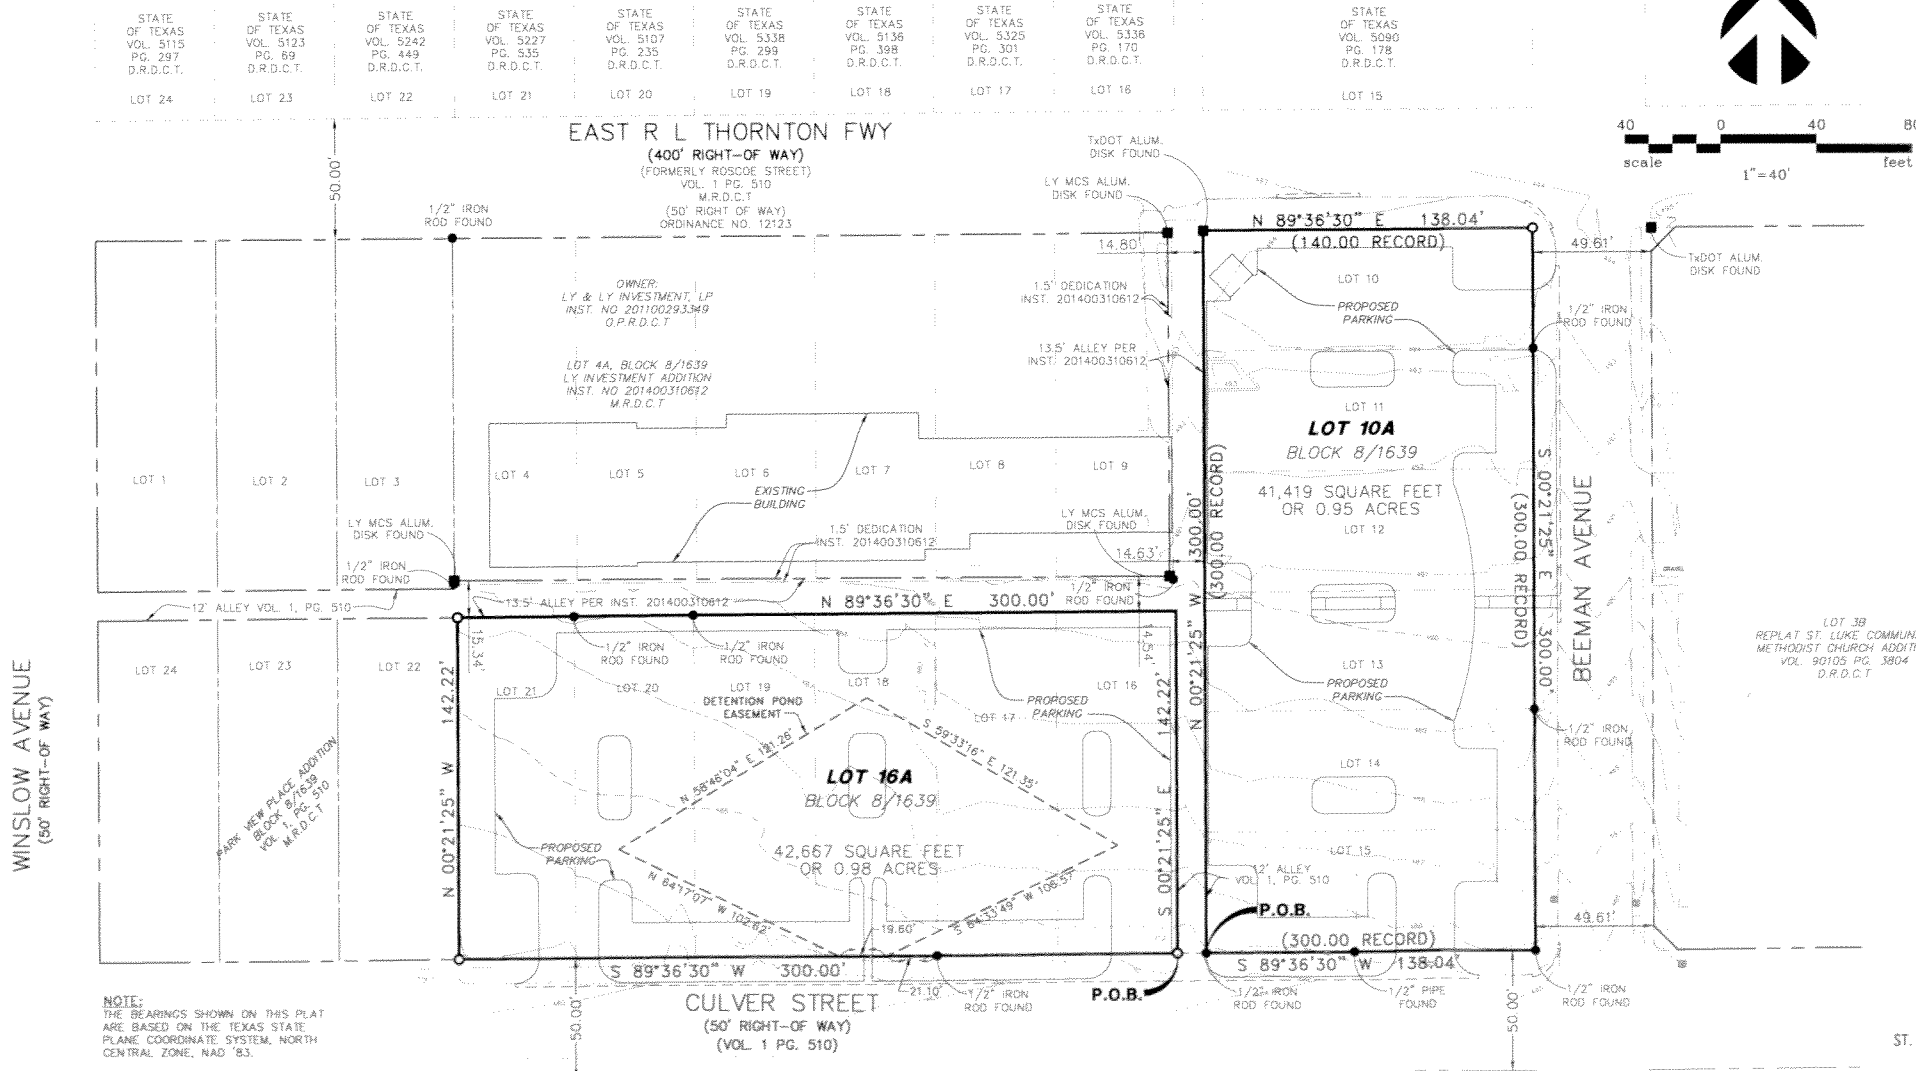 STATE
OF TEXAS
VOL. 5115
PG. 297
D.R.D.C.T.
LOT 24
STATE
OF TEXAS
VOL. 5123
PG. 69
D.R.D.C.T.
LOT 23
STATE
OF TEXAS
VOL. 5242
PG. 449
D.R.D.C.T.
LOT 22
STATE
OF TEXAS
VOL. 5227
PG. 535
D.R.D.C.T.
LOT 21
STATE
OF TEXAS
VOL. 5107
PG. 235
D.R.D.C.T.
LOT 20
STATE
OF TEXAS
VOL. 5338
PG. 299
D.R.D.C.T.
LOT 19
STATE
OF TEXAS
VOL. 5136
PG. 398
D.R.D.C.T.
LOT 18
STATE
OF TEXAS
VOL. 5325
PG. 301
D.R.D.C.T.
LOT 17
STATE
OF TEXAS
VOL. 5336
PG. 170
D.R.D.C.T.
LOT 16
STATE
OF TEXAS
VOL. 5090
PG. 178
D.R.D.C.T.
LOT 15
40 0 40
scale feet
1"=40'
EAST R L THORNTON FWY
(400' RIGHT-OF WAY)
(FORMERLY ROSCOE STREET)
VOL. 1 PG. 510
M.R.D.C.T
(50' RIGHT OF WAY)
ORDINANCE NO. 12123
50.00'
1/2" IRON
ROD FOUND
TxDOT ALUM.
DISK FOUND
LY MCS ALUM.
DISK FOUND
14.80'
N 89°36'30" E 138.04'
(140.00 RECORD)
49.61'
TxDOT ALUM.
DISK FOUND
OWNER:
LY & LY INVESTMENT, LP
INST. NO 201100293349
O.P.R.D.C.T
LOT 4A, BLOCK 8/1639
LY INVESTMENT ADDITION
INST. NO 201400310612
M.R.D.C.T
1.5' DEDICATION
INST. 201400310612
13.5' ALLEY PER
INST. 201400310612
LOT 10
PROPOSED
PARKING
1/2" IRON
ROD FOUND
LOT 11
LOT 10A
BLOCK 8/1639
41,419 SQUARE FEET
OR 0.95 ACRES
LOT 12
LOT 1
LOT 2
LOT 3
LOT 4
LOT 5
LOT 6
LOT 7
LOT 8
LOT 9
EXISTING
BUILDING
LY MCS ALUM.
DISK FOUND
1/2" IRON
ROD FOUND
1.5' DEDICATION
INST. 201400310612
LY MCS ALUM.
DISK FOUND
14.63'
1/2" IRON
ROD FOUND
N 00°21'25" W 300.00'
(300.00 RECORD)
S 00°21'25" E 300.00'
(300.00 RECORD)
BEEMAN AVENUE
12' ALLEY VOL. 1, PG. 510
13.5' ALLEY PER INST. 201400310612
N 89°36'30" E 300.00'
15.34'
14.54'
1/2" IRON
ROD FOUND
1/2" IRON
ROD FOUND
LOT 24
LOT 23
LOT 22
LOT 21
LOT 20
LOT 19
LOT 18
LOT 17
LOT 16
DETENTION POND
EASEMENT
PROPOSED
PARKING
LOT 13
PROPOSED
PARKING
1/2" IRON
ROD FOUND
LOT 14
LOT 15
LOT 3B
METHODIST CHURCH
VOL. 90105 PG. 3804
D.R.D.C.T
WINSLOW AVENUE
(50' RIGHT-OF WAY)
PARK VIEW PLACE ADDITION
BLOCK 8/1639
VOL. 1, PG. 510
M.R.D.C.T
N 00°21'25" W 142.22'
S 00°21'25" E 142.22'
N 58°46'04" E 121.26'
S 59°33'16" E 121.35'
N 64°17'07" W 102.62'
S 64°33'49" W 106.57'
LOT 16A
BLOCK 8/1639
42,667 SQUARE FEET
OR 0.98 ACRES
PROPOSED
PARKING
12' ALLEY
VOL. 1, PG. 510
P.O.B.
19.60'
21.10'
(300.00 RECORD)
S 89°36'30" W 138.04'
49.61'
S 89°36'30" W 300.00'
P.O.B.
1/2" IRON
ROD FOUND
1/2" IRON
ROD FOUND
1/2" PIPE
FOUND
1/2" IRON
ROD FOUND
50.00'
50.00'
CULVER STREET
(50' RIGHT-OF WAY)
(VOL. 1 PG. 510)
NOTE:
THE BEARINGS SHOWN ON THIS PLAT
ARE BASED ON THE TEXAS STATE
PLANE COORDINATE SYSTEM, NORTH
CENTRAL ZONE, NAD '83.
ST.